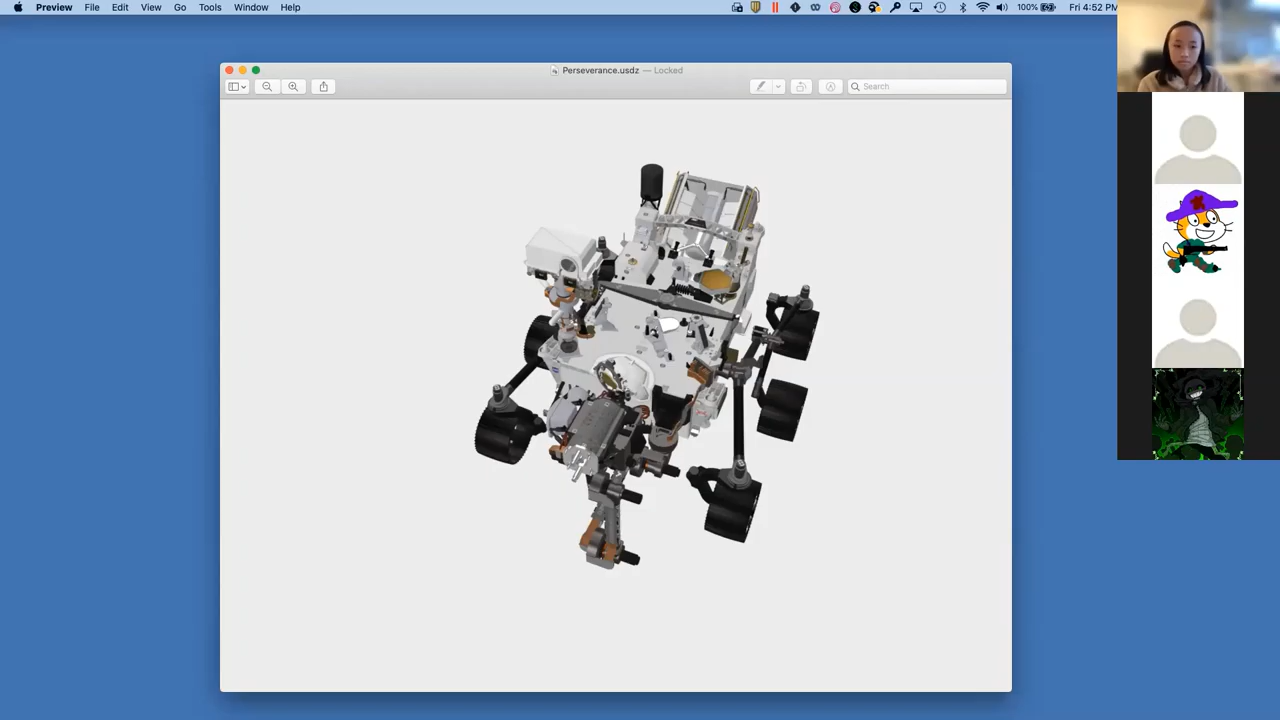 Preview File Edit View Go Tools Window Help 100% Fri 4:52 PM
Perseverance.usdz — Locked
Search